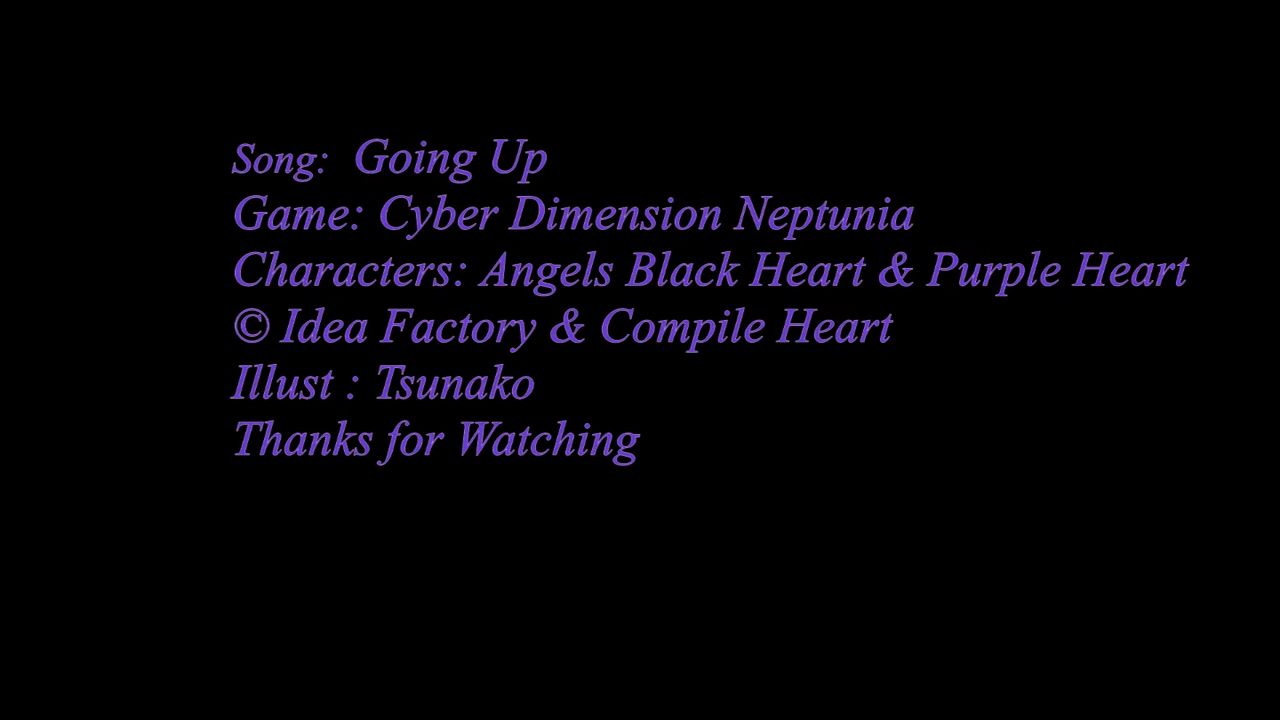 Song: Going Up
Game: Cyber Dimension Neptunia
Characters: Angels Black Heart & Purple Heart
© Idea Factory & Compile Heart
Illust : Tsunako
Thanks for Watching